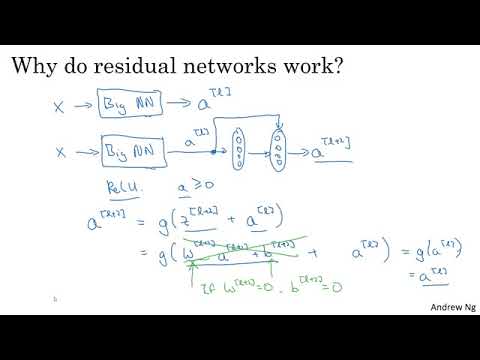 Why do residual networks work?
X → Big NN → a^[l]
X → Big NN → a^[l] → → a^[l+2]
ReLU. a ≥ 0
a^[l+2] = g(z^[l+2] + a^[l])
= g(W^[l+2] a^[l+1] + b^[l+2] + a^[l]) = g(a^[l])
= a^[l]
If W^[l+2] = 0, b^[l+2] = 0
Andrew Ng